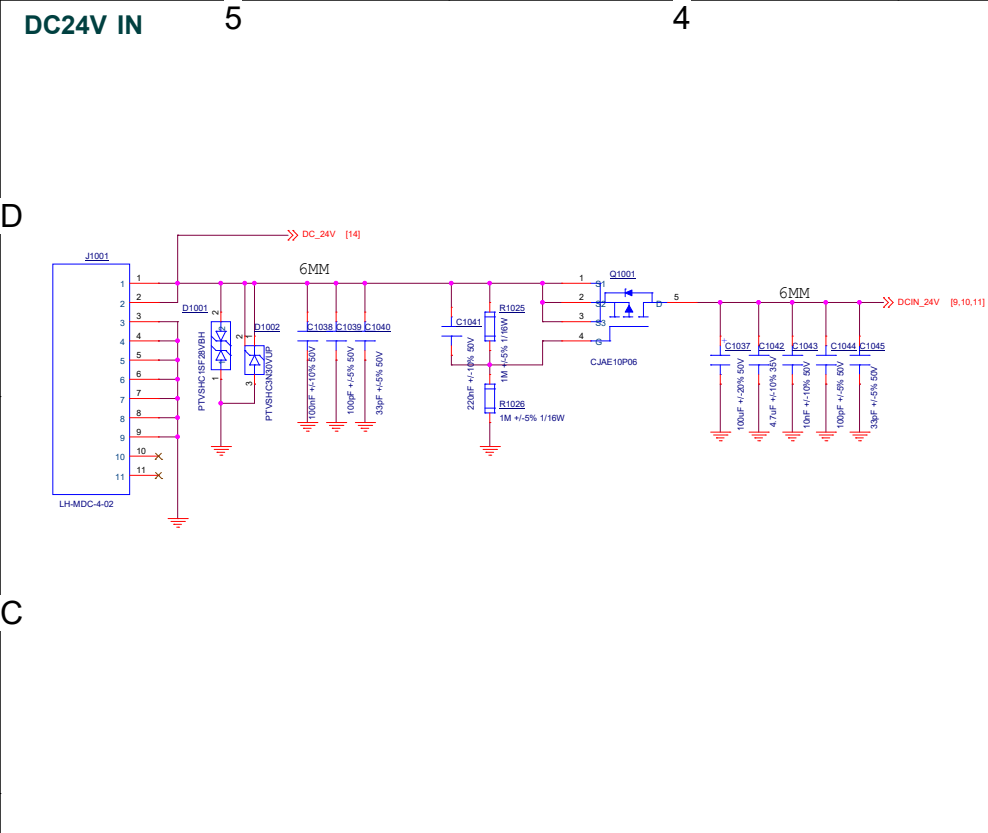 DC24V IN
5
4
D
DC_24V [14]
J1001
6MM
1 1
2 2
3 3
4 4
5 5
6 6
7 7
8 8
9 9
10 10
11 11
LH-MDC-4-02
D1001
2
1
PTVSHC1SF28VBH
D1002
2
1
3
PTVSHC3N30VUP
C1038
100nF +/-10% 50V
C1039
100pF +/-5% 50V
C1040
33pF +/-5% 50V
C1041
220nF +/-10% 50V
R1025
1M +/-5% 1/16W
R1026
1M +/-5% 1/16W
Q1001
1 S1
2 S2
3 S3
4 G
D 5
CJAE10P06
6MM
DCIN_24V [9,10,11]
+
C1037
100uF +/-20% 50V
C1042
4.7uF +/-10% 35V
C1043
10nF +/-10% 50V
C1044
100pF +/-5% 50V
C1045
33pF +/-5% 50V
C